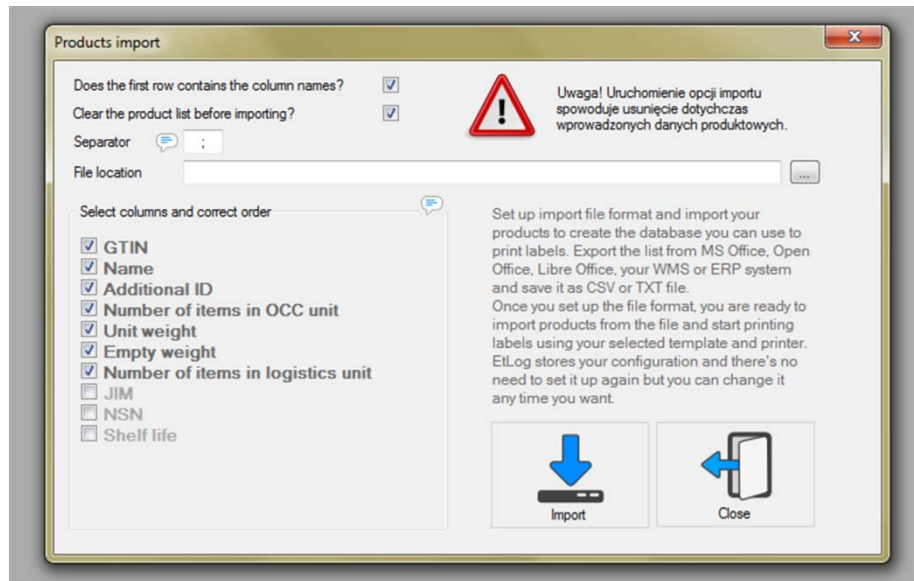 Products import
Does the first row contains the column names?
Clear the product list before importing?
Separator ;
File location
...
Uwaga! Uruchomienie opcji importu
spowoduje usunięcie dotychczas
wprowadzonych danych produktowych.
Select columns and correct order
GTIN
Name
Additional ID
Number of items in OCC unit
Unit weight
Empty weight
Number of items in logistics unit
JIM
NSN
Shelf life
Set up import file format and import your
products to create the database you can use to
print labels. Export the list from MS Office, Open
Office, Libre Office, your WMS or ERP system
and save it as CSV or TXT file.
Once you set up the file format, you are ready to
import products from the file and start printing
labels using your selected template and printer.
EtLog stores your configuration and there's no
need to set it up again but you can change it
any time you want.
Import
Close